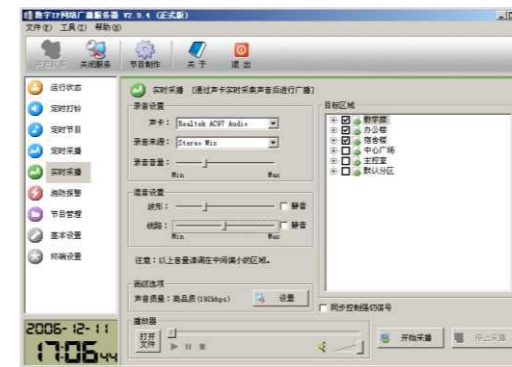 数字IP网络广播服务器 V2.9.4 (正式版)
文件(F) 工具(T) 帮助(H)
开启服务 关闭服务 节目制作 关于 退出
运行状态
定时打铃
定时节目
定时采播
实时采播
消防报警
节目管理
基本设置
终端设置
2006-12-11
17:06 44
实时采播 [通过声卡实时采集声音后进行广播]
录音设置
声卡: Realtek AC97 Audio
录音来源: Stereo Mix
录音音量:
Min Max
混音设置
波形: 静音
线路: 静音
Min Max
注意:以上音量请调在中间偏小的区域。
高级选项
声音质量:高品质(192kbps) 设置
播放器
打开文件
目标区域
教学楼
办公楼
宿舍楼
中心广场
主控室
默认分区
同步控制强切信号
开始采播 停止采播